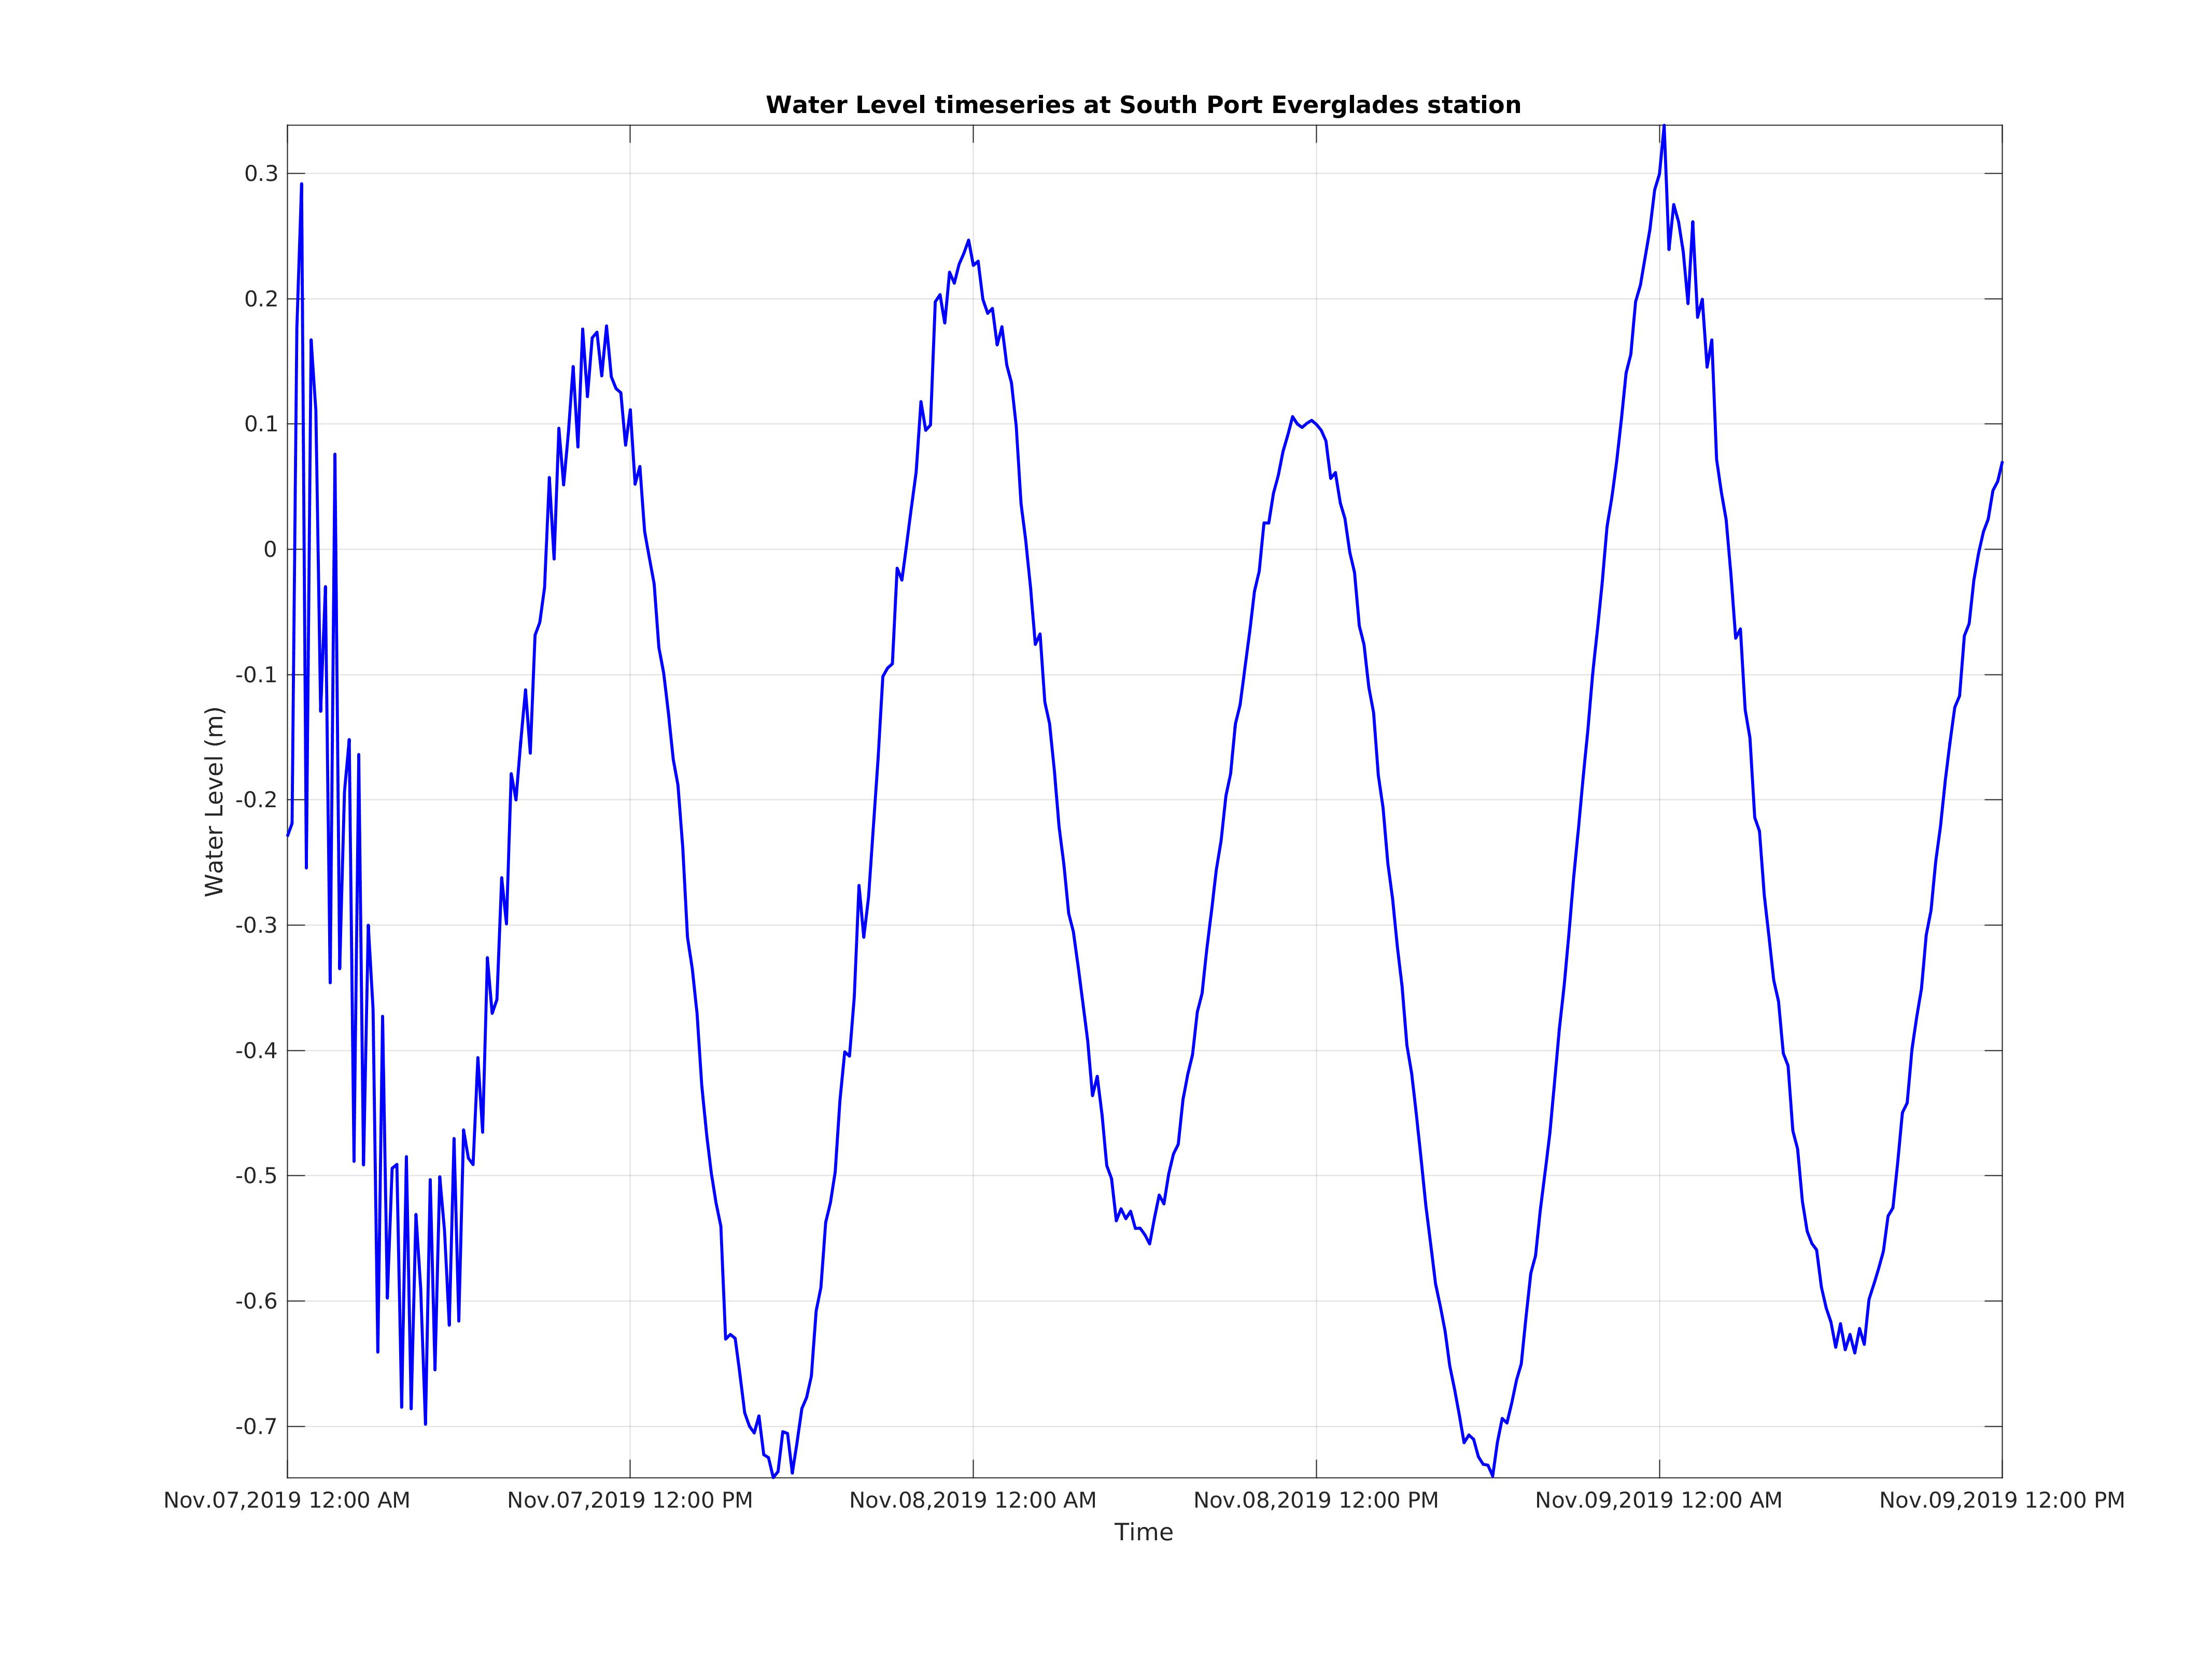 Water Level timeseries at South Port Everglades station
0.3
0.2
0.1
0
-0.1
-0.2
-0.3
-0.4
-0.5
-0.6
-0.7
Water Level (m)
Nov.07,2019 12:00 AM
Nov.07,2019 12:00 PM
Nov.08,2019 12:00 AM
Nov.08,2019 12:00 PM
Nov.09,2019 12:00 AM
Nov.09,2019 12:00 PM
Time